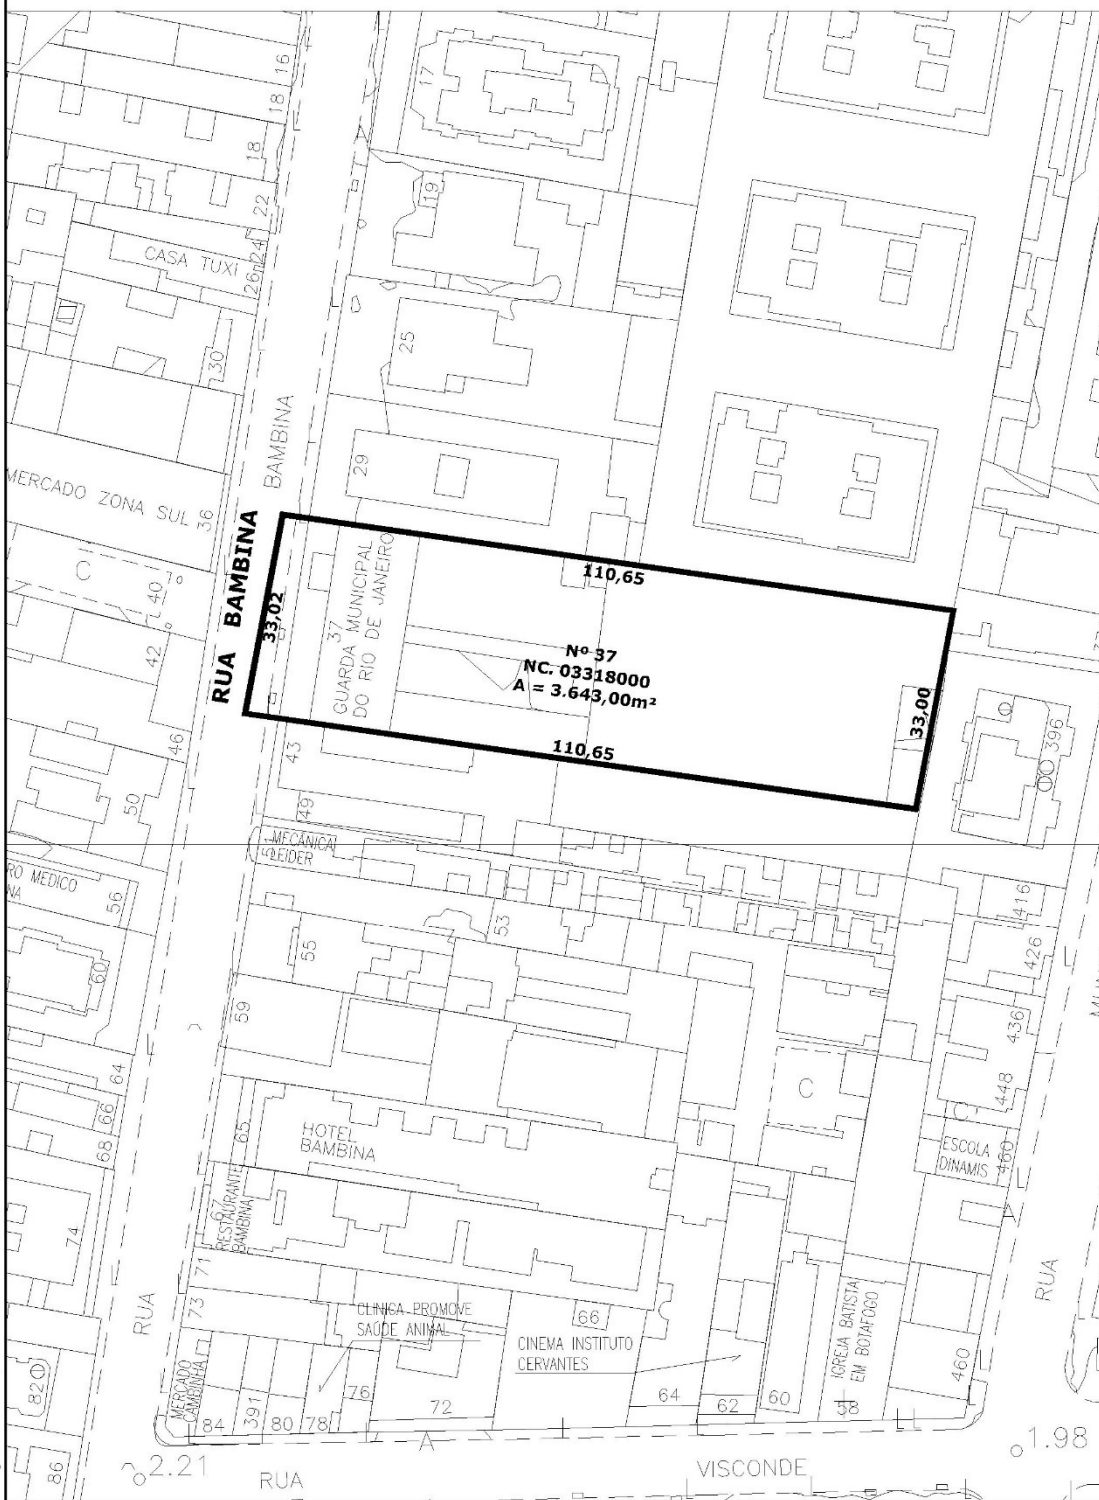 16
18
18
22
24
26
CASA TUXI
30
17
19
25
29
BAMBINA
MERCADO ZONA SUL
36
C
40
42
46
50
RUA BAMBINA
33,02
37
GUARDA MUNICIPAL
DO RIO DE JANEIRO
110,65
Nº 37
NC. 03318000
A = 3.643,00m²
33,00
110,65
43
49
MECÂNICA
LEIDER
396
RO MEDICO
NA
56
60
53
55
59
416
426
436
448
C
C
ESCOLA
DINAMIS
460
64
66
68
65
HOTEL
BAMBINA
67
RESTAURANTE
BAMBINA
71
73
74
RUA
CLINICA PROMOVE
SAÚDE ANIMAL
66
CINEMA INSTITUTO
CERVANTES
IGREJA BATISTA
EM BOTAFOGO
RUA
460
MERCADO
CAMBINHA
82
84
391
80
78
76
72
64
62
60
58
A
A
86
2.21
RUA
VISCONDE
1.98